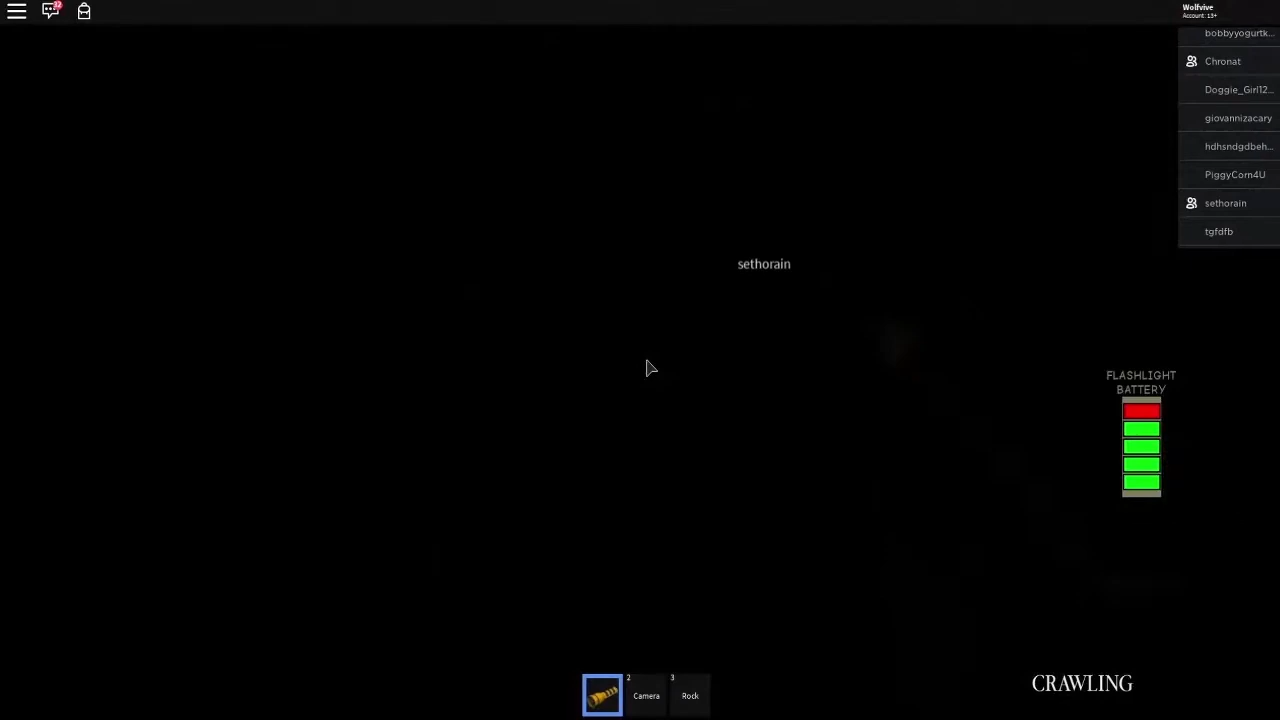 32
Wolfvive
Account: 13+
bobbyyogurtk...
Chronat
Doggie_Girl12...
giovannizacary
hdhsndgdbeh...
PiggyCorn4U
sethorain
tgfdfb
sethorain
FLASHLIGHT
BATTERY
2
Camera
3
Rock
CRAWLING